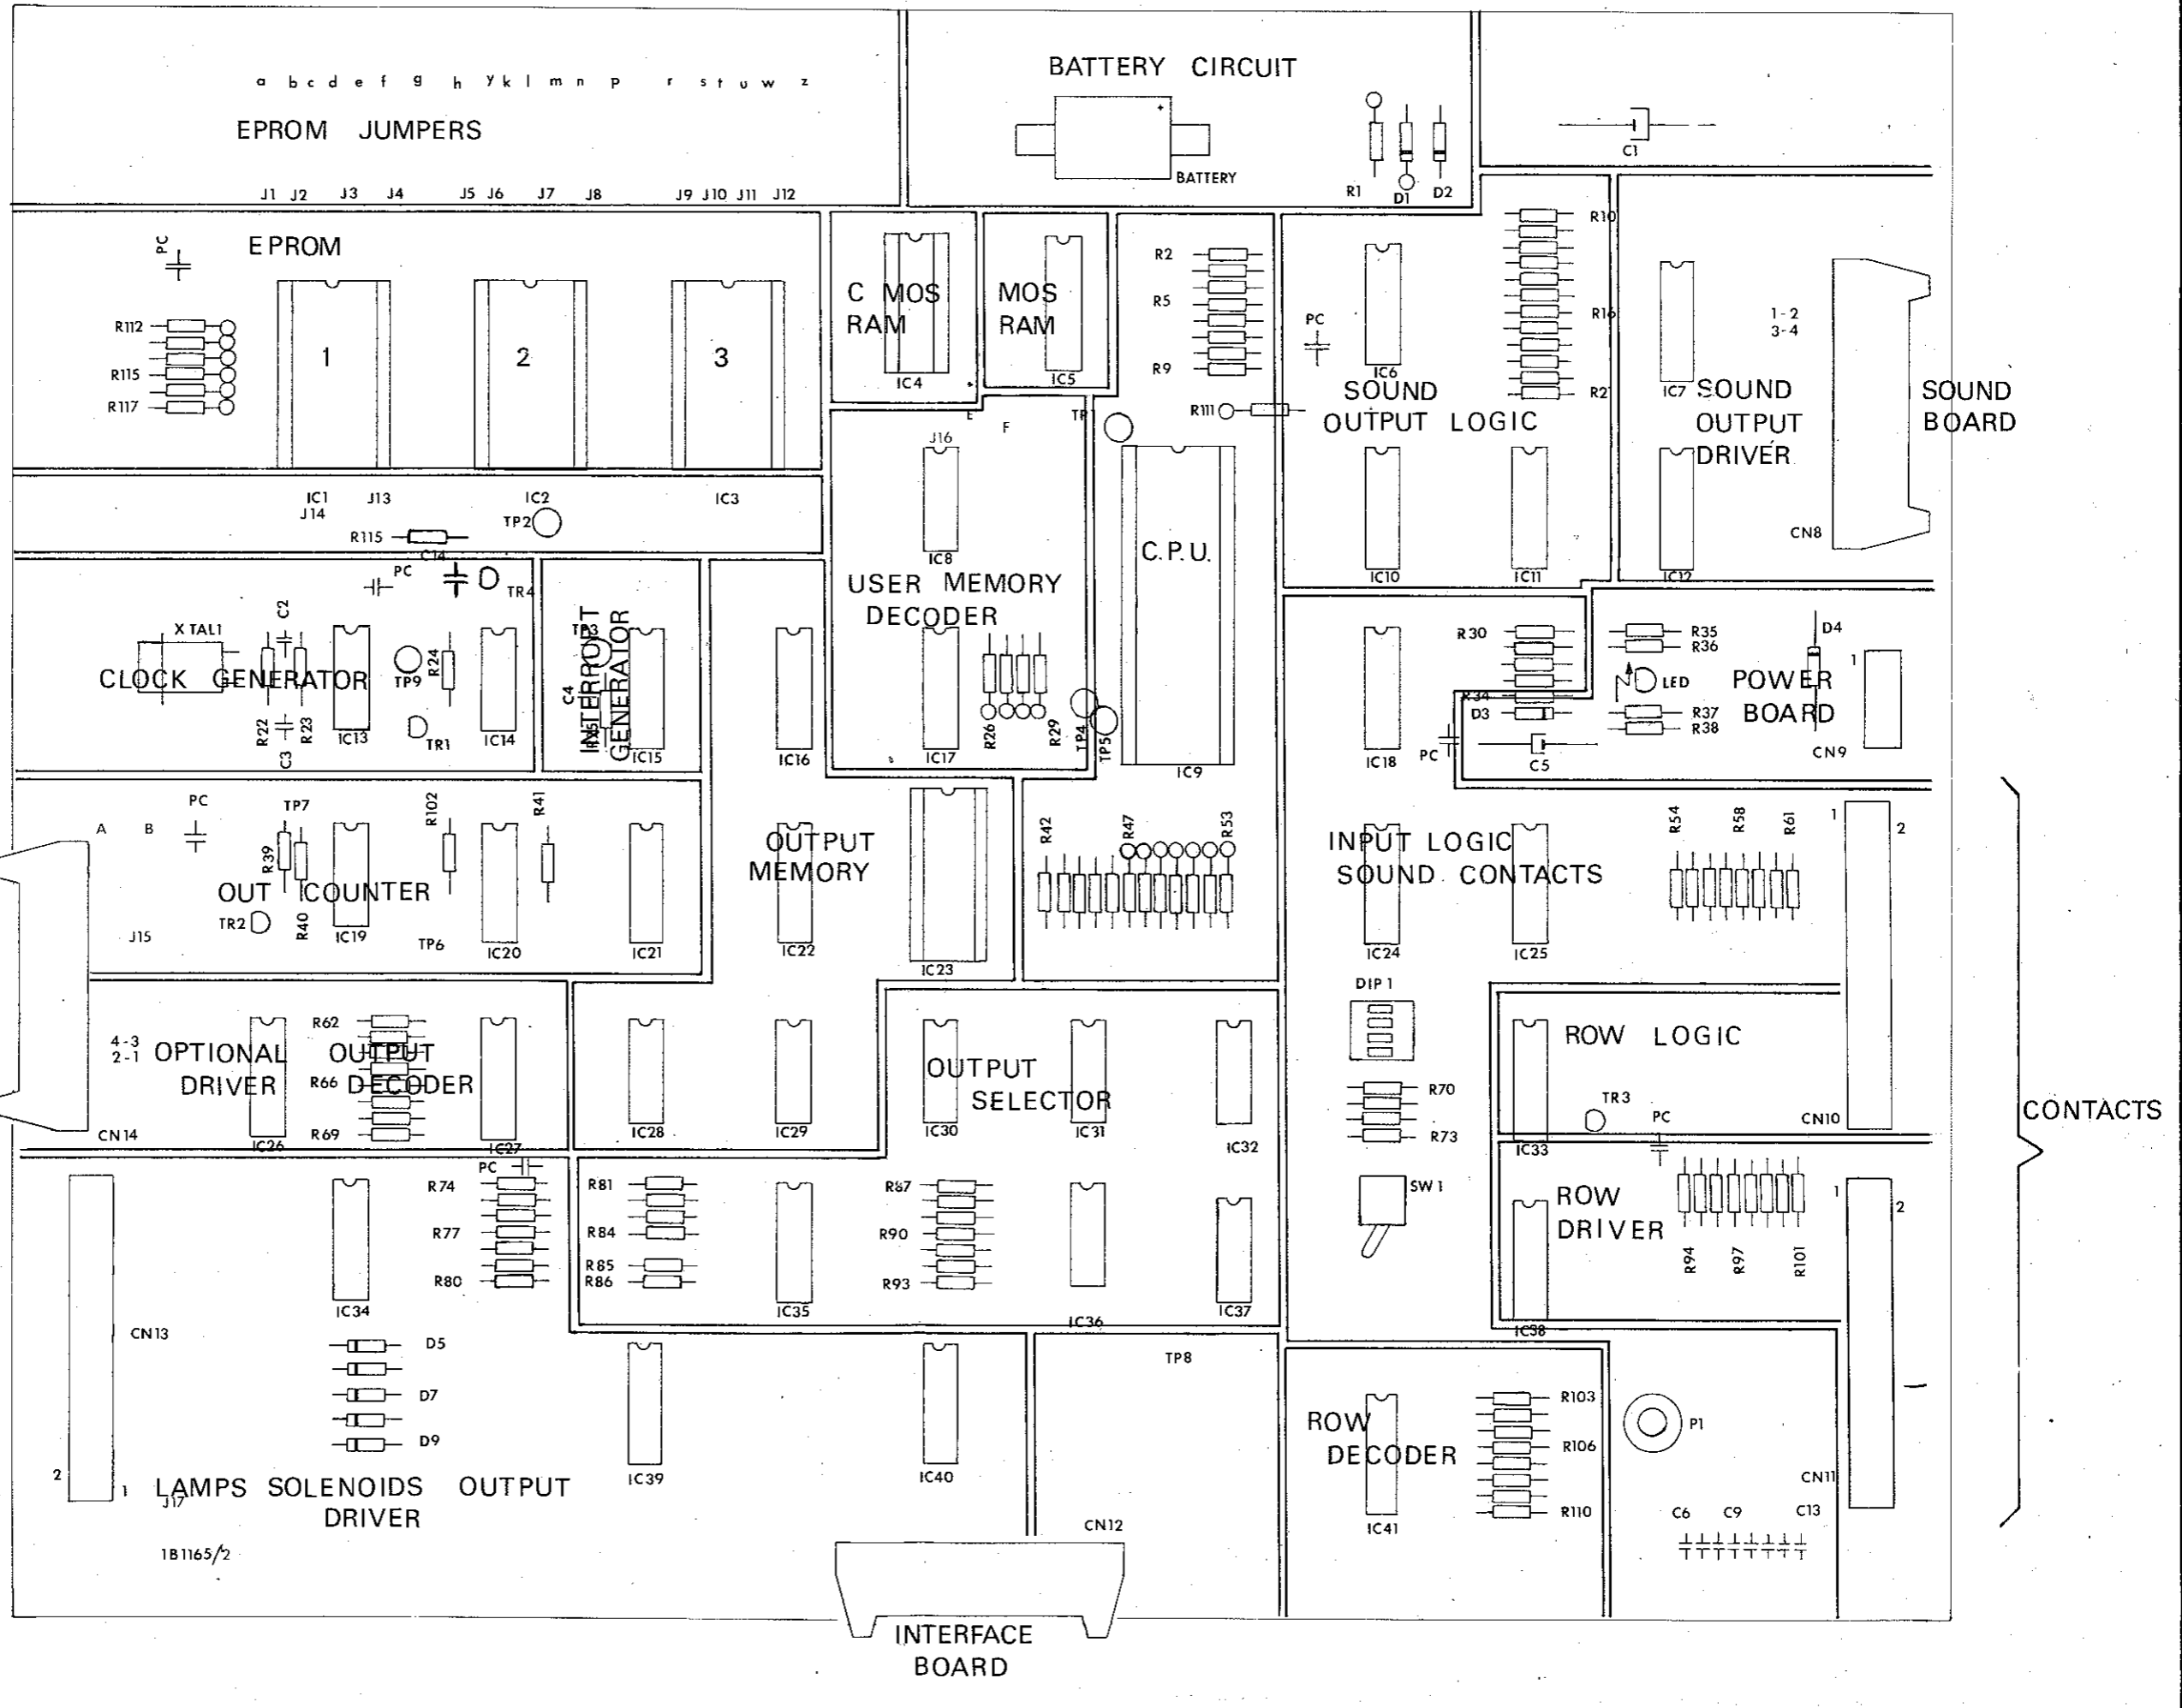 BATTERY CIRCUIT
a b c d e f g h y k l m n p r s t u w z
EPROM JUMPERS
+
C1
BATTERY
R1 D1 D2
J1 J2 J3 J4 J5 J6 J7 J8 J9 J10 J11 J12
EPROM
PC
R112
R115
R117
1
2
3
C MOS
RAM
IC4
MOS
RAM
IC5
R2
R5
R9
R111
PC
IC6
SOUND
OUTPUT LOGIC
R10
R16
R2
IC7
1-2
3-4
SOUND
OUTPUT
DRIVER
SOUND
BOARD
CN8
E
F
TP
J16
IC8
USER MEMORY
DECODER
C.P.U.
IC10
IC11
IC12
IC1
J13
J14
IC2
TP2
IC3
R115
C14
PC
TR4
X TAL1
C2
CLOCK GENERATOR
R22
C3
R23
IC13
TP9
R24
TR1
IC14
TP3
C4
INTERRUPT
GENERATOR
IC15
IC16
IC17
R26
R29
TP4
TP5
IC9
IC18
R30
R34
D3
PC
C5
R35
R36
LED
R37
R38
D4
POWER
BOARD
1
CN9
A B
PC
TP7
R39
OUT COUNTER
TR2
R40
IC19
J15
R102
TP6
IC20
R41
IC21
OUTPUT
MEMORY
IC22
IC23
R42
R47
R53
INPUT LOGIC
SOUND CONTACTS
IC24
IC25
R54
R58
R61
1
2
DIP 1
4-3
2-1
OPTIONAL OUTPUT
DRIVER DECODER
R62
R66
R69
CN14
IC26
IC27
IC28
IC29
OUTPUT
SELECTOR
IC30
IC31
IC32
R70
R73
ROW LOGIC
TR3
PC
IC33
CN10
CONTACTS
PC
R74
R77
R80
R81
R84
R85
R86
R87
R90
R93
IC34
IC35
IC36
IC37
SW 1
ROW
DRIVER
IC38
R94
R97
R101
1
2
CN13
D5
D7
D9
IC39
IC40
TP8
ROW
DECODER
IC41
R103
R106
R110
P1
CN11
C6 C9 C13
2
1
LAMPS SOLENOIDS OUTPUT
DRIVER
J17
1B1165/2
CN12
INTERFACE
BOARD